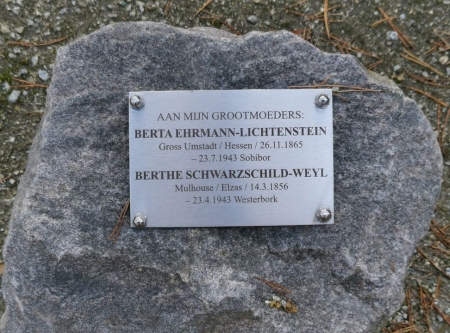 AAN MIJN GROOTMOEDERS:
BERTA EHRMANN-LICHTENSTEIN
Gross Umstadt / Hessen / 26.11.1865
– 23.7.1943 Sobibor
BERTHE SCHWARZSCHILD-WEYL
Mulhouse / Elzas / 14.3.1856
– 23.4.1943 Westerbork